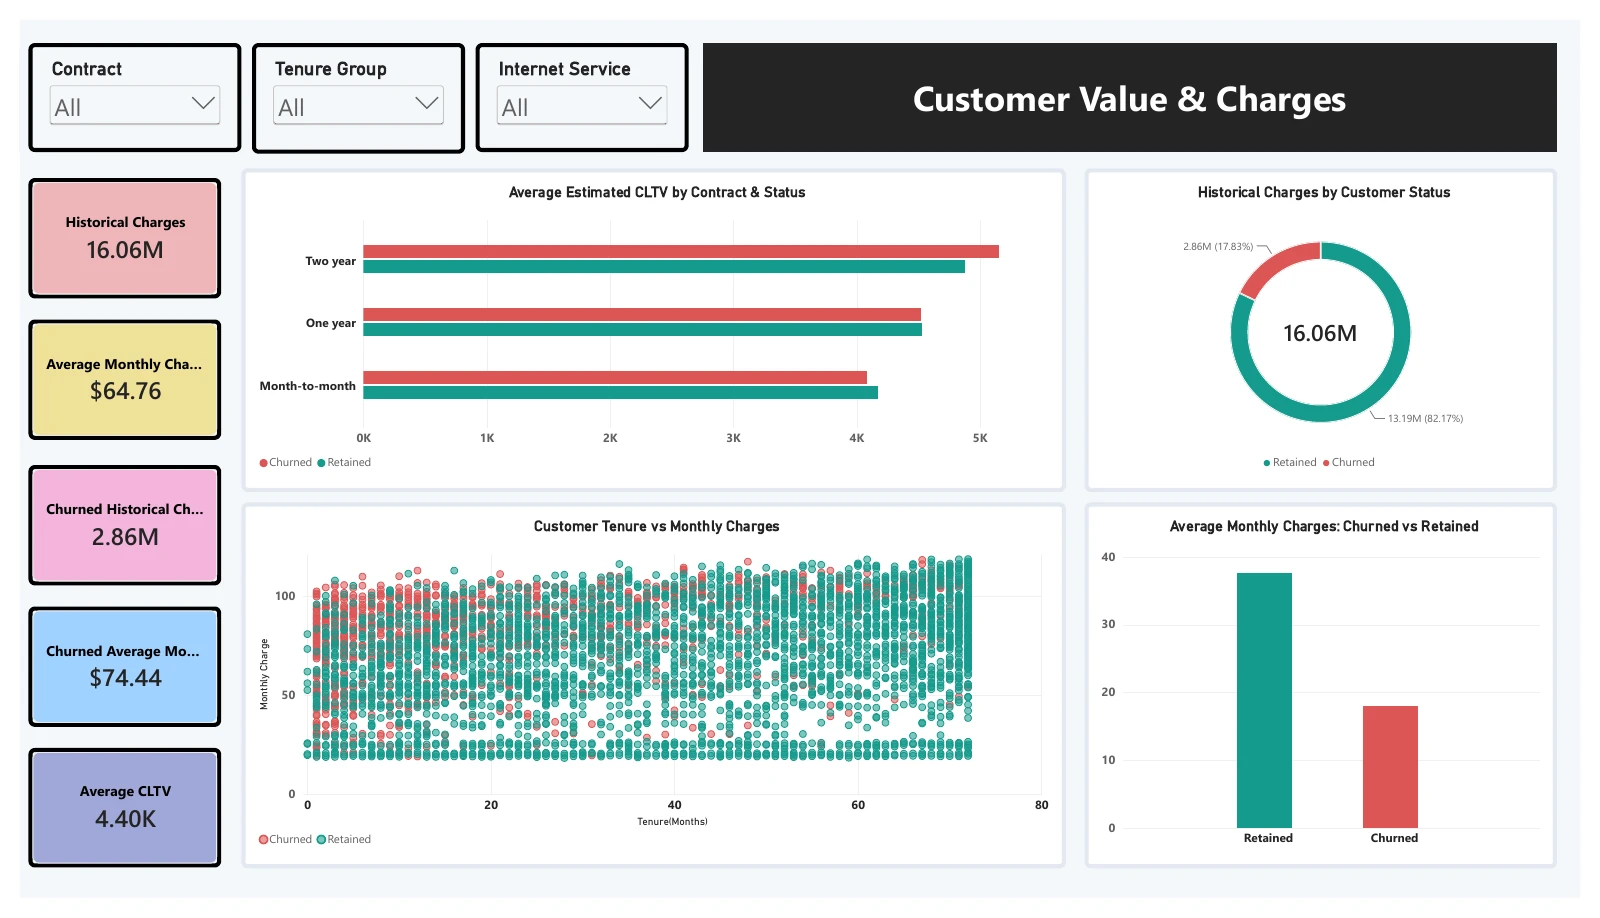 Contract
All
Tenure Group
All
Internet Service
All
Customer Value & Charges
Historical Charges
16.06M
Average Monthly Cha...
$64.76
Churned Historical Ch...
2.86M
Churned Average Mo...
$74.44
Average CLTV
4.40K
Average Estimated CLTV by Contract & Status
Two year
One year
Month-to-month
0K 1K 2K 3K 4K 5K
Churned Retained
Historical Charges by Customer Status
2.86M (17.83%)
16.06M
13.19M (82.17%)
Retained Churned
Customer Tenure vs Monthly Charges
Monthly Charge
100
50
0
0 20 40 60 80
Tenure(Months)
Churned Retained
Average Monthly Charges: Churned vs Retained
40
30
20
10
0
Retained Churned